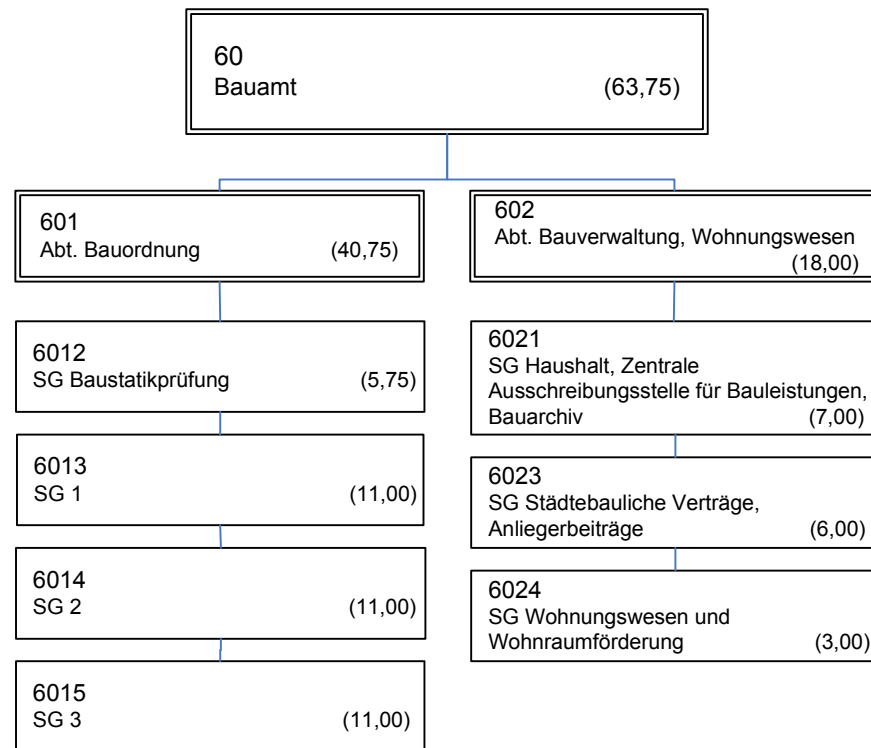 60
Bauamt (63,75)
601
Abt. Bauordnung (40,75)
6012
SG Baustatikprüfung (5,75)
6013
SG 1 (11,00)
6014
SG 2 (11,00)
6015
SG 3 (11,00)
602
Abt. Bauverwaltung, Wohnungswesen
(18,00)
6021
SG Haushalt, Zentrale
Ausschreibungsstelle für Bauleistungen,
Bauarchiv (7,00)
6023
SG Städtebauliche Verträge,
Anliegerbeiträge (6,00)
6024
SG Wohnungswesen und
Wohnraumförderung (3,00)